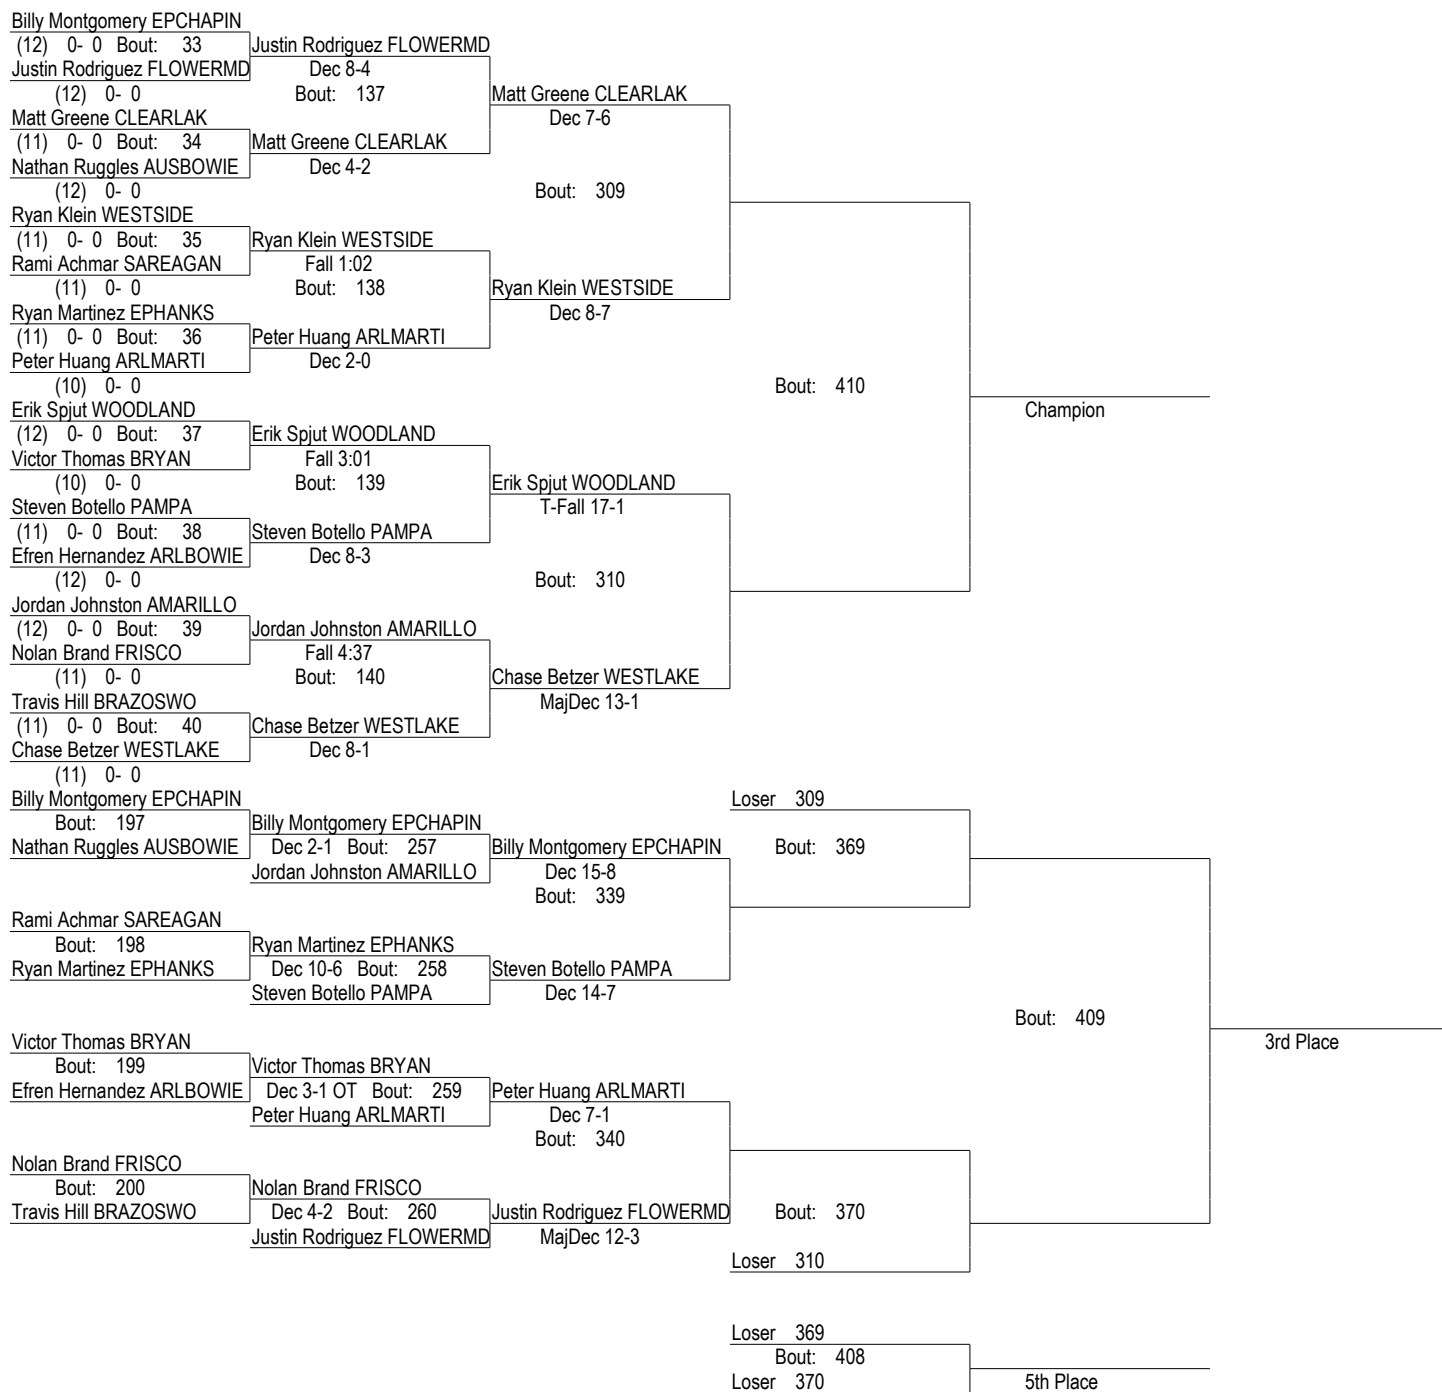 Billy Montgomery EPCHAPIN
(12) 0- 0 Bout: 33 Justin Rodriguez FLOWERMD
Justin Rodriguez FLOWERMD Dec 8-4
(12) 0- 0 Bout: 137 Matt Greene CLEARLAK
Matt Greene CLEARLAK Dec 7-6
(11) 0- 0 Bout: 34 Matt Greene CLEARLAK
Nathan Ruggles AUSBOWIE Dec 4-2
(12) 0- 0 Bout: 309
Ryan Klein WESTSIDE
(11) 0- 0 Bout: 35 Ryan Klein WESTSIDE
Rami Achmar SAREAGAN Fall 1:02
(11) 0- 0 Bout: 138 Ryan Klein WESTSIDE
Ryan Martinez EPHANKS Dec 8-7
(11) 0- 0 Bout: 36 Peter Huang ARLMARTI
Peter Huang ARLMARTI Dec 2-0
(10) 0- 0 Bout: 410
Erik Spjut WOODLAND Champion
(12) 0- 0 Bout: 37 Erik Spjut WOODLAND
Victor Thomas BRYAN Fall 3:01
(10) 0- 0 Bout: 139 Erik Spjut WOODLAND
Steven Botello PAMPA T-Fall 17-1
(11) 0- 0 Bout: 38 Steven Botello PAMPA
Efren Hernandez ARLBOWIE Dec 8-3
(12) 0- 0 Bout: 310
Jordan Johnston AMARILLO
(12) 0- 0 Bout: 39 Jordan Johnston AMARILLO
Nolan Brand FRISCO Fall 4:37
(11) 0- 0 Bout: 140 Chase Betzer WESTLAKE
Travis Hill BRAZOSWO MajDec 13-1
(11) 0- 0 Bout: 40 Chase Betzer WESTLAKE
Chase Betzer WESTLAKE Dec 8-1
(11) 0- 0
Billy Montgomery EPCHAPIN Loser 309
Bout: 197 Billy Montgomery EPCHAPIN
Nathan Ruggles AUSBOWIE Dec 2-1 Bout: 257 Billy Montgomery EPCHAPIN Bout: 369
Jordan Johnston AMARILLO Dec 15-8
Bout: 339
Rami Achmar SAREAGAN
Bout: 198 Ryan Martinez EPHANKS
Ryan Martinez EPHANKS Dec 10-6 Bout: 258 Steven Botello PAMPA
Steven Botello PAMPA Dec 14-7
Bout: 409
Victor Thomas BRYAN 3rd Place
Bout: 199 Victor Thomas BRYAN
Efren Hernandez ARLBOWIE Dec 3-1 OT Bout: 259 Peter Huang ARLMARTI
Peter Huang ARLMARTI Dec 7-1
Bout: 340
Nolan Brand FRISCO
Bout: 200 Nolan Brand FRISCO
Travis Hill BRAZOSWO Dec 4-2 Bout: 260 Justin Rodriguez FLOWERMD Bout: 370
Justin Rodriguez FLOWERMD MajDec 12-3
Loser 310
Loser 369
Bout: 408
Loser 370 5th Place